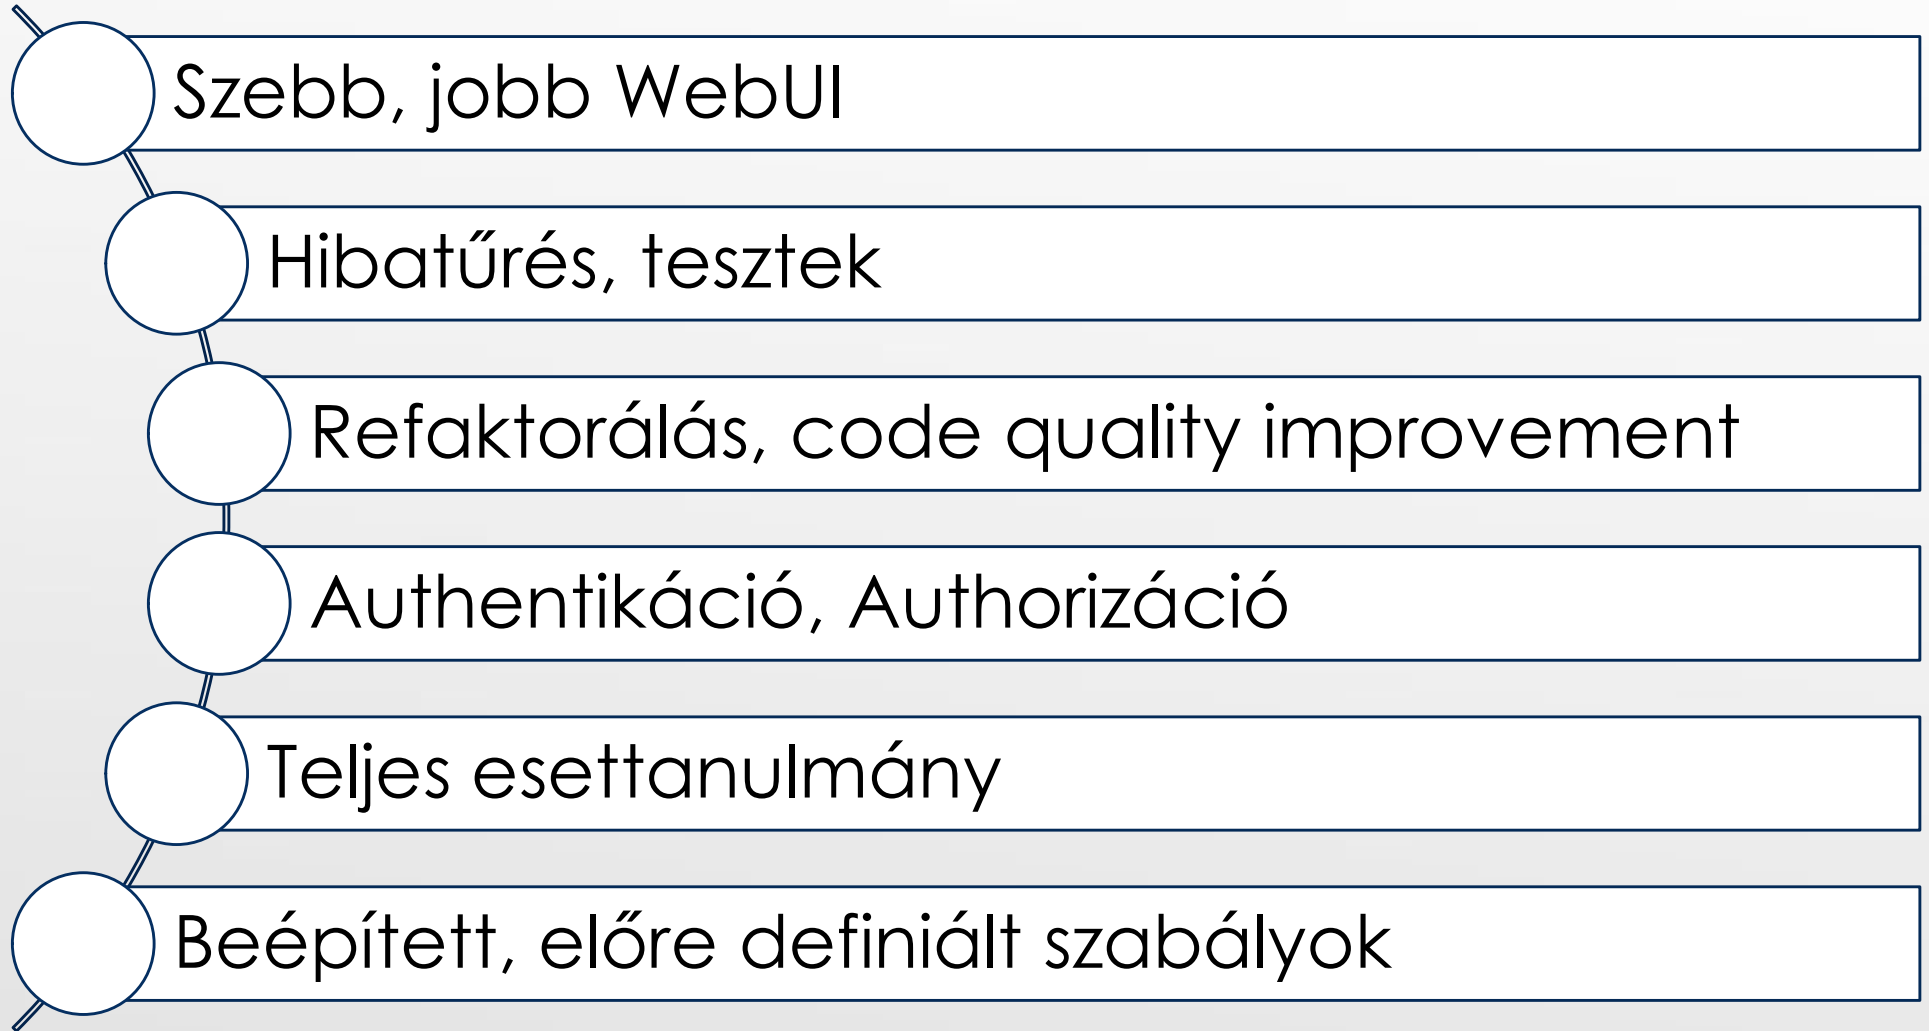 Szebb, jobb WebUI
Hibatűrés, tesztek
Refaktorálás, code quality improvement
Authentikáció, Authorizáció
Teljes esettanulmány
Beépített, előre definiált szabályok